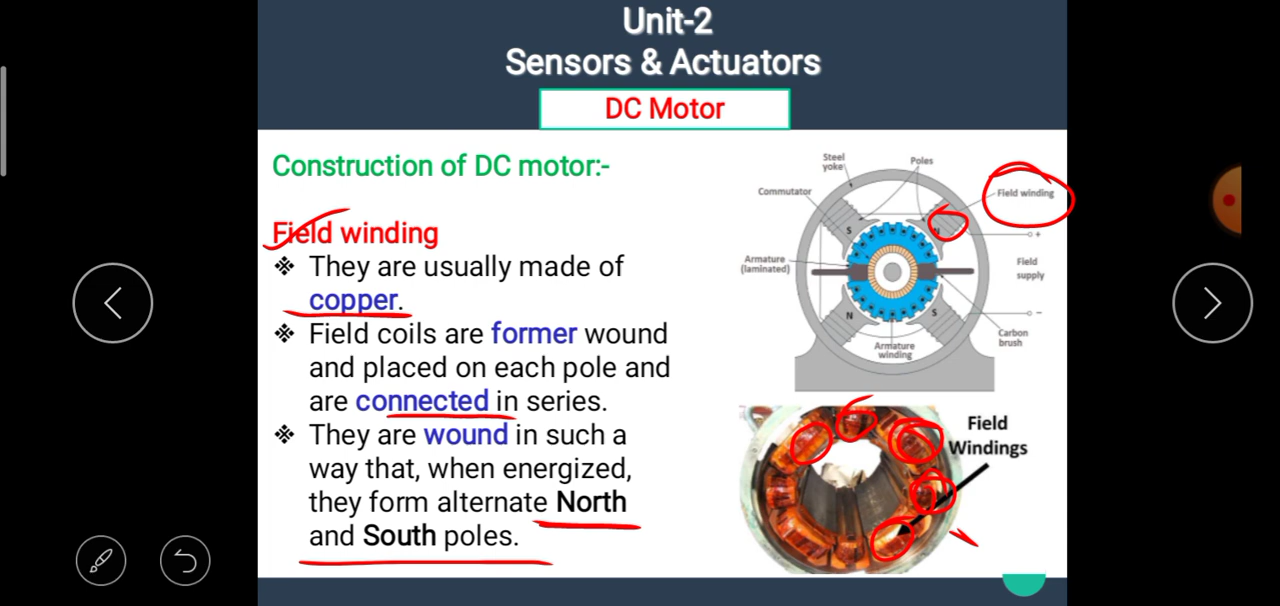 Unit-2
Sensors & Actuators
DC Motor
Construction of DC motor:-
Field winding
❖ They are usually made of
copper.
❖ Field coils are former wound
and placed on each pole and
are connected in series.
❖ They are wound in such a
way that, when energized,
they form alternate North
and South poles.
Steel
yoke
Poles
Commutator
Field winding
S
N
+
Armature
(laminated)
Field
supply
N
S
−
Carbon
brush
Armature
winding
Field
Windings